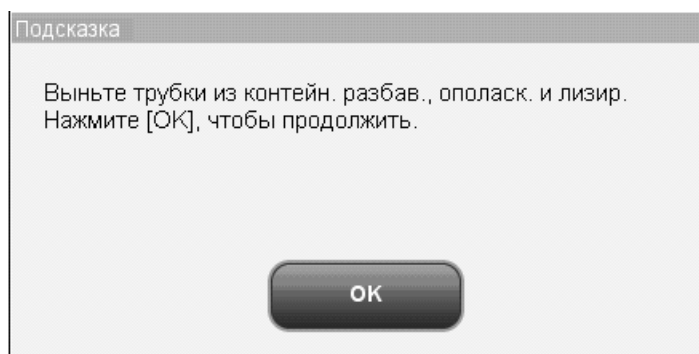 Подсказка
Выньте трубки из контейн. разбав., ополаск. и лизир.
Нажмите [OK], чтобы продолжить.
OK